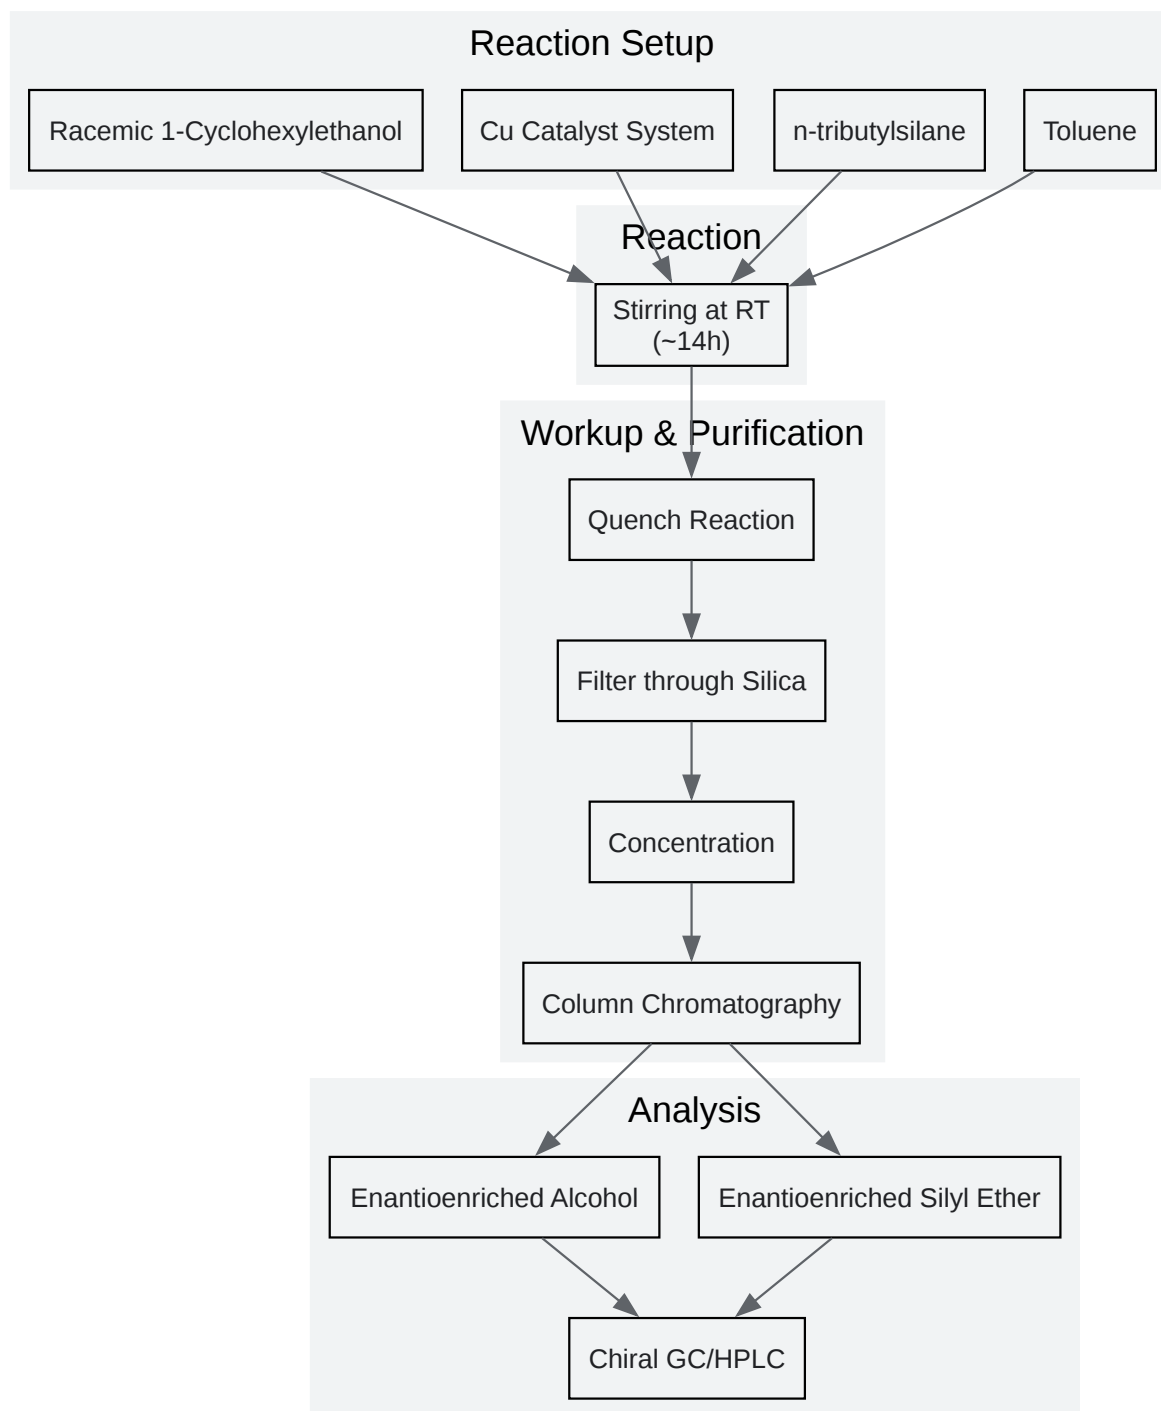 Reaction Setup
Racemic 1-Cyclohexylethanol
Cu Catalyst System
n-tributylsilane
Toluene
Reaction
Stirring at RT
(~14h)
Workup & Purification
Quench Reaction
Filter through Silica
Concentration
Column Chromatography
Analysis
Enantioenriched Alcohol
Enantioenriched Silyl Ether
Chiral GC/HPLC